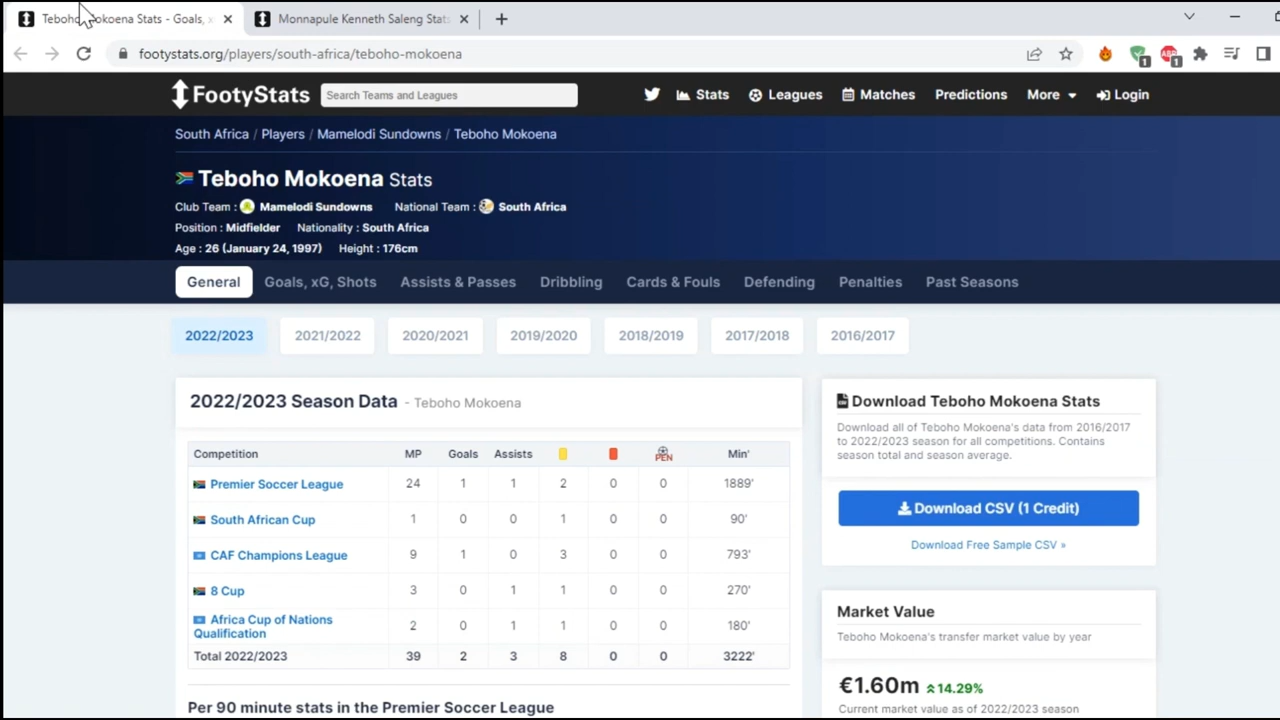 Teboho Mokoena Stats - Goals, x
Monnapule Kenneth Saleng Stats
footystats.org/players/south-africa/teboho-mokoena
1
ABP
1
FootyStats
Search Teams and Leagues
Stats
Leagues
Matches
Predictions
More
Login
South Africa / Players / Mamelodi Sundowns / Teboho Mokoena
Teboho Mokoena Stats
Club Team : Mamelodi Sundowns National Team : South Africa
Position : Midfielder Nationality : South Africa
Age : 26 (January 24, 1997) Height : 176cm
General Goals, xG, Shots Assists & Passes Dribbling Cards & Fouls Defending Penalties Past Seasons
2022/2023 2021/2022 2020/2021 2019/2020 2018/2019 2017/2018 2016/2017
2022/2023 Season Data - Teboho Mokoena
Competition MP Goals Assists PEN Min'
Premier Soccer League 24 1 1 2 0 0 1889'
South African Cup 1 0 0 1 0 0 90'
CAF Champions League 9 1 0 3 0 0 793'
8 Cup 3 0 1 1 0 0 270'
Africa Cup of Nations
Qualification 2 0 1 1 0 0 180'
Total 2022/2023 39 2 3 8 0 0 3222'
Per 90 minute stats in the Premier Soccer League
Download Teboho Mokoena Stats
Download all of Teboho Mokoena's data from 2016/2017
to 2022/2023 season for all competitions. Contains
season total and season average.
Download CSV (1 Credit)
Download Free Sample CSV »
Market Value
Teboho Mokoena's transfer market value by year
€1.60m 14.29%
Current market value as of 2022/2023 season